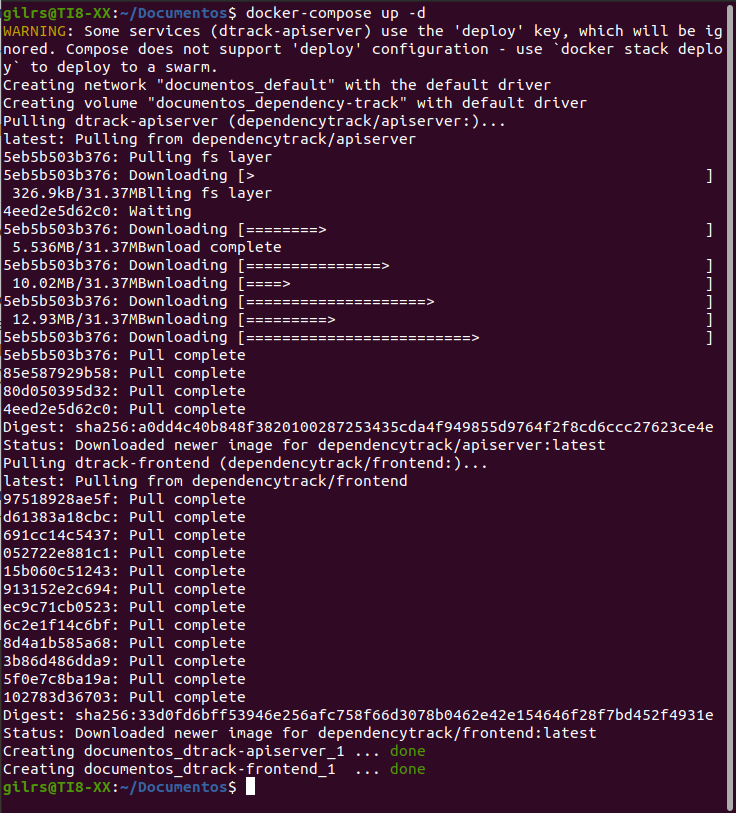 gilrs@TI8-XX:~/Documentos$ docker-compose up -d
WARNING: Some services (dtrack-apiserver) use the 'deploy' key, which will be ig
nored. Compose does not support 'deploy' configuration - use `docker stack deplo
y` to deploy to a swarm.
Creating network "documentos_default" with the default driver
Creating volume "documentos_dependency-track" with default driver
Pulling dtrack-apiserver (dependencytrack/apiserver:)...
latest: Pulling from dependencytrack/apiserver
5eb5b503b376: Pulling fs layer
5eb5b503b376: Downloading [>                                                  ]
 326.9kB/31.37MBlling fs layer
4eed2e5d62c0: Waiting
5eb5b503b376: Downloading [========>                                          ]
 5.536MB/31.37MBwnload complete
5eb5b503b376: Downloading [===============>                                   ]
 10.02MB/31.37MBwnloading [====>                                              ]
5eb5b503b376: Downloading [====================>                              ]
 12.93MB/31.37MBwnloading [=========>                                         ]
5eb5b503b376: Downloading [=========================>                         ]
5eb5b503b376: Pull complete
85e587929b58: Pull complete
80d050395d32: Pull complete
4eed2e5d62c0: Pull complete
Digest: sha256:a0dd4c40b848f3820100287253435cda4f949855d9764f2f8cd6ccc27623ce4e
Status: Downloaded newer image for dependencytrack/apiserver:latest
Pulling dtrack-frontend (dependencytrack/frontend:)...
latest: Pulling from dependencytrack/frontend
97518928ae5f: Pull complete
d61383a18cbc: Pull complete
691cc14c5437: Pull complete
052722e881c1: Pull complete
15b060c51243: Pull complete
913152e2c694: Pull complete
ec9c71cb0523: Pull complete
6c2e1f14c6bf: Pull complete
8d4a1b585a68: Pull complete
3b86d486dda9: Pull complete
5f0e7c8ba19a: Pull complete
102783d36703: Pull complete
Digest: sha256:33d0fd6bff53946e256afc758f66d3078b0462e42e154646f28f7bd452f4931e
Status: Downloaded newer image for dependencytrack/frontend:latest
Creating documentos_dtrack-apiserver_1 ... done
Creating documentos_dtrack-frontend_1  ... done
gilrs@TI8-XX:~/Documentos$